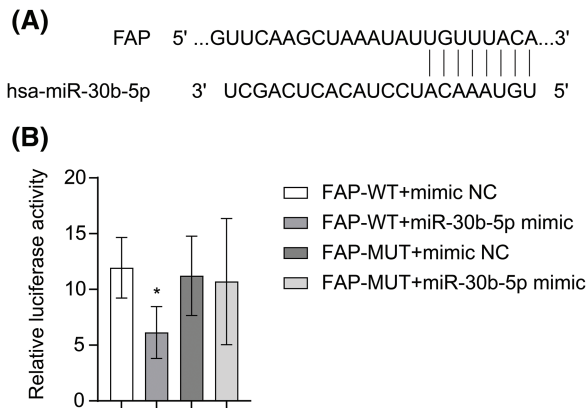 (A)
FAP 5' ...GUUCAAGCUAAAUAUUGUUUACA...3'
hsa-miR-30b-5p 3' UCGACUCACAUCCUACAAAUGU 5'
(B)
Relative luciferase activity
20
15
10
5
0
*
FAP-WT+mimic NC
FAP-WT+miR-30b-5p mimic
FAP-MUT+mimic NC
FAP-MUT+miR-30b-5p mimic